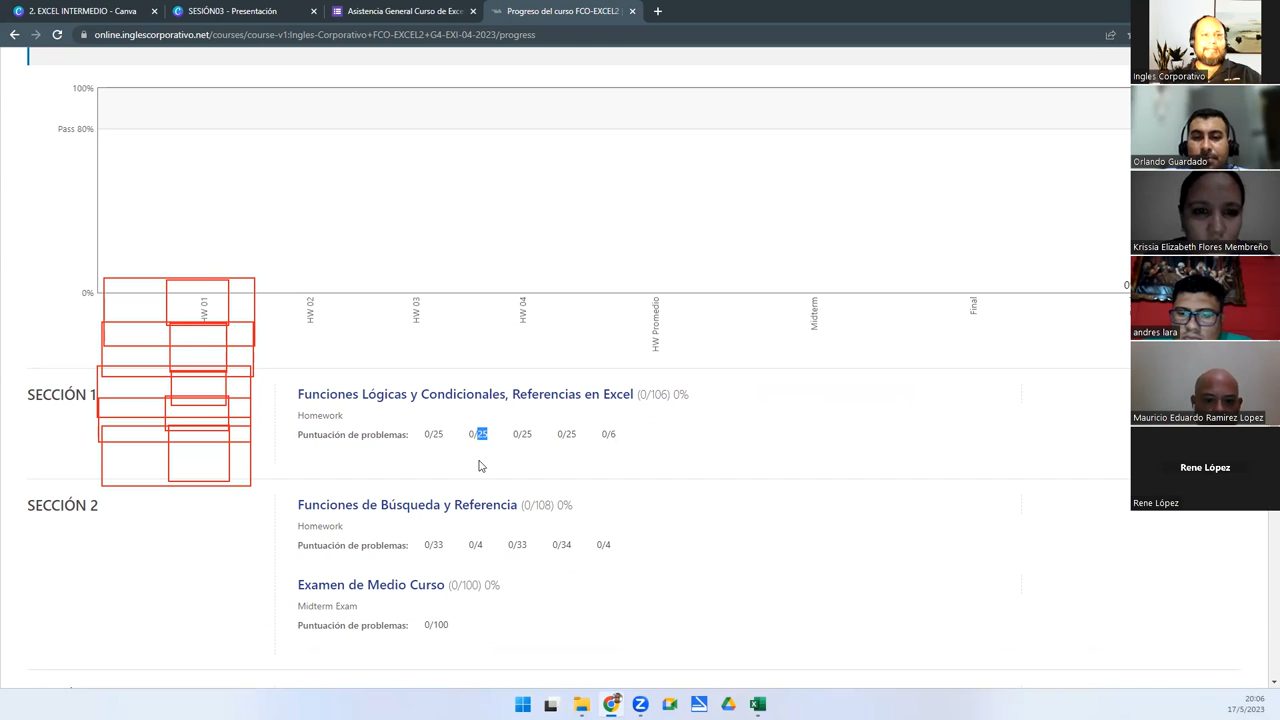 2. EXCEL INTERMEDIO - Canva
SESIÓN03 - Presentación
Asistencia General Curso de Exce
Progreso del curso FCO-EXCEL2
online.inglescorporativo.net/courses/course-v1:Ingles-Corporativo+FCO-EXCEL2+G4-EXI-04-2023/progress
100%
Pass 80%
0%
0
HW 01
HW 02
HW 03
HW 04
HW Promedio
Midterm
Final
SECCIÓN 1
Funciones Lógicas y Condicionales, Referencias en Excel (0/106) 0%
Homework
Puntuación de problemas: 0/25 0/25 0/25 0/25 0/6
SECCIÓN 2
Funciones de Búsqueda y Referencia (0/108) 0%
Homework
Puntuación de problemas: 0/33 0/4 0/33 0/34 0/4
Examen de Medio Curso (0/100) 0%
Midterm Exam
Puntuación de problemas: 0/100
Ingles Corporativo
Orlando Guardado
Krissia Elizabeth Flores Membreño
andres lara
Mauricio Eduardo Ramirez Lopez
Rene López
Rene López
20:06
17/5/2023